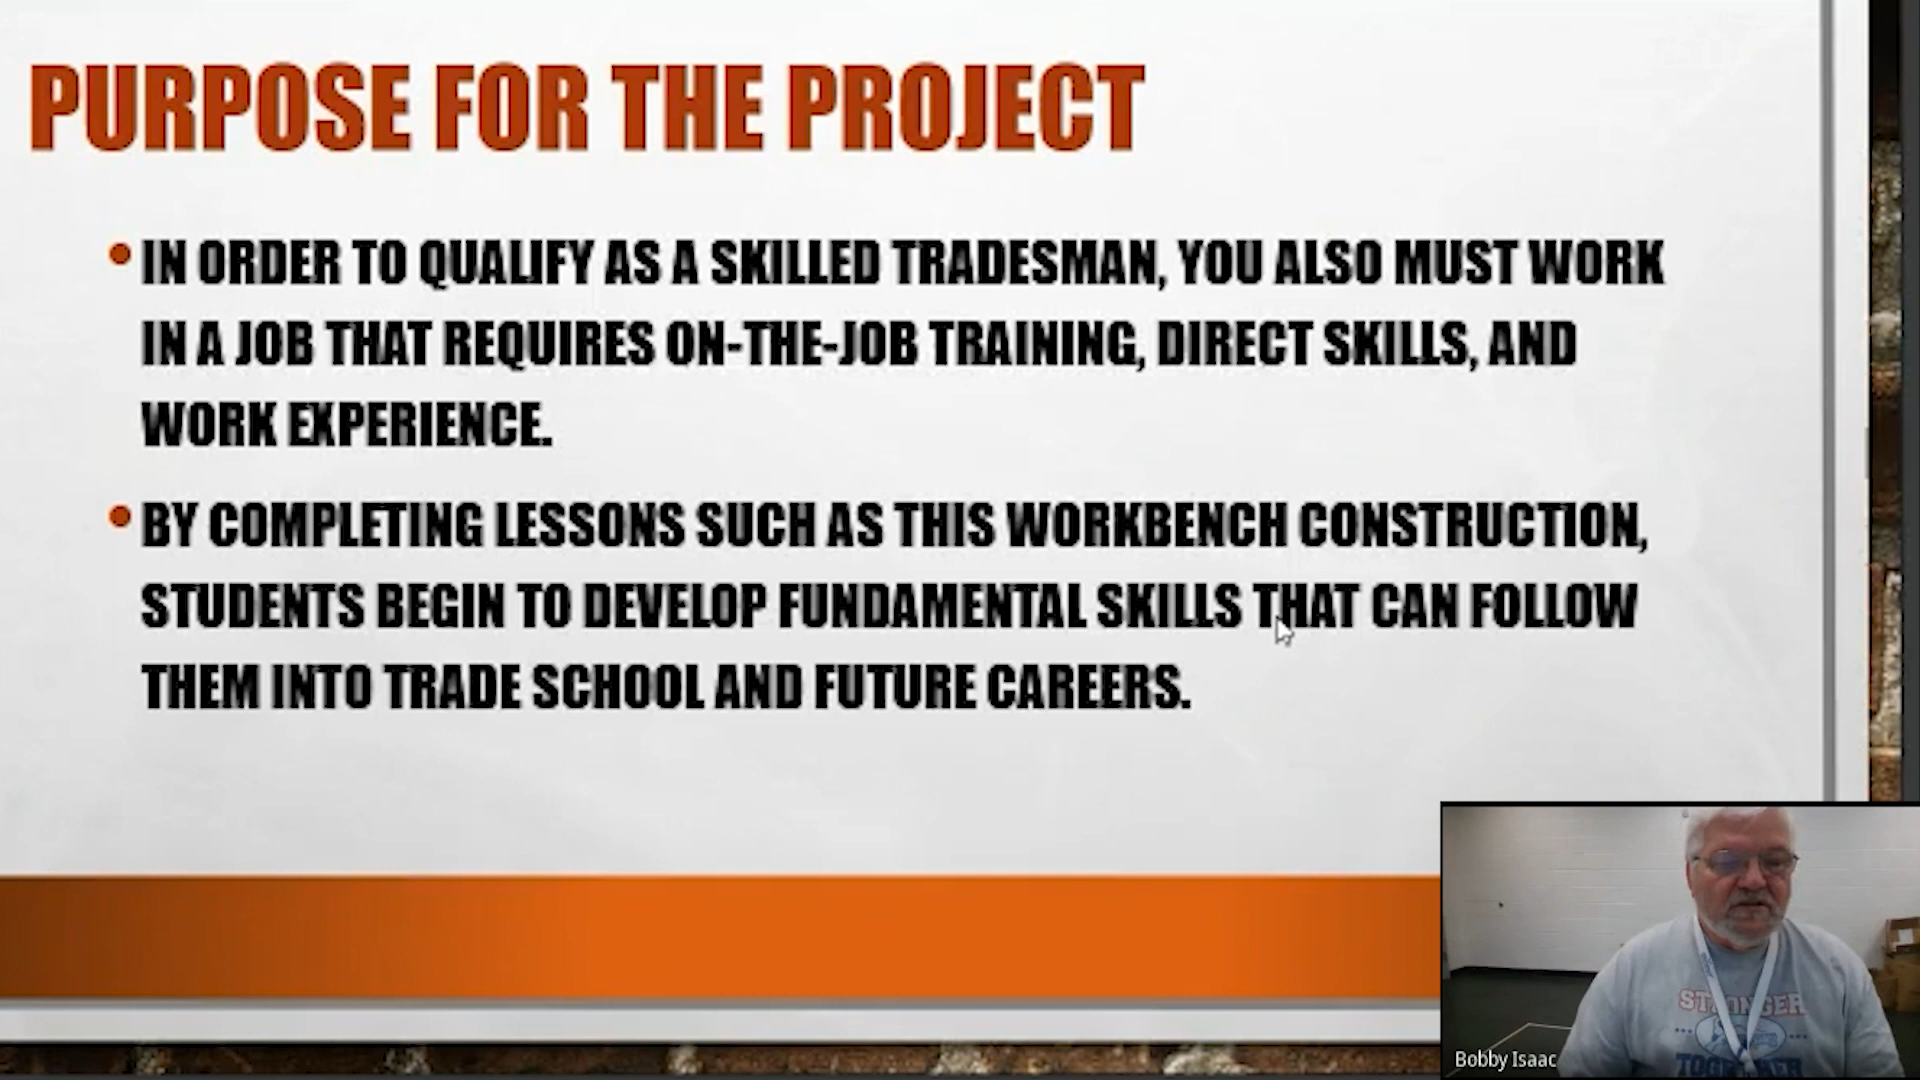 PURPOSE FOR THE PROJECT
• IN ORDER TO QUALIFY AS A SKILLED TRADESMAN, YOU ALSO MUST WORK
IN A JOB THAT REQUIRES ON-THE-JOB TRAINING, DIRECT SKILLS, AND
WORK EXPERIENCE.
• BY COMPLETING LESSONS SUCH AS THIS WORKBENCH CONSTRUCTION,
STUDENTS BEGIN TO DEVELOP FUNDAMENTAL SKILLS THAT CAN FOLLOW
THEM INTO TRADE SCHOOL AND FUTURE CAREERS.
STRONGER
TOGETHER
Bobby Isaac